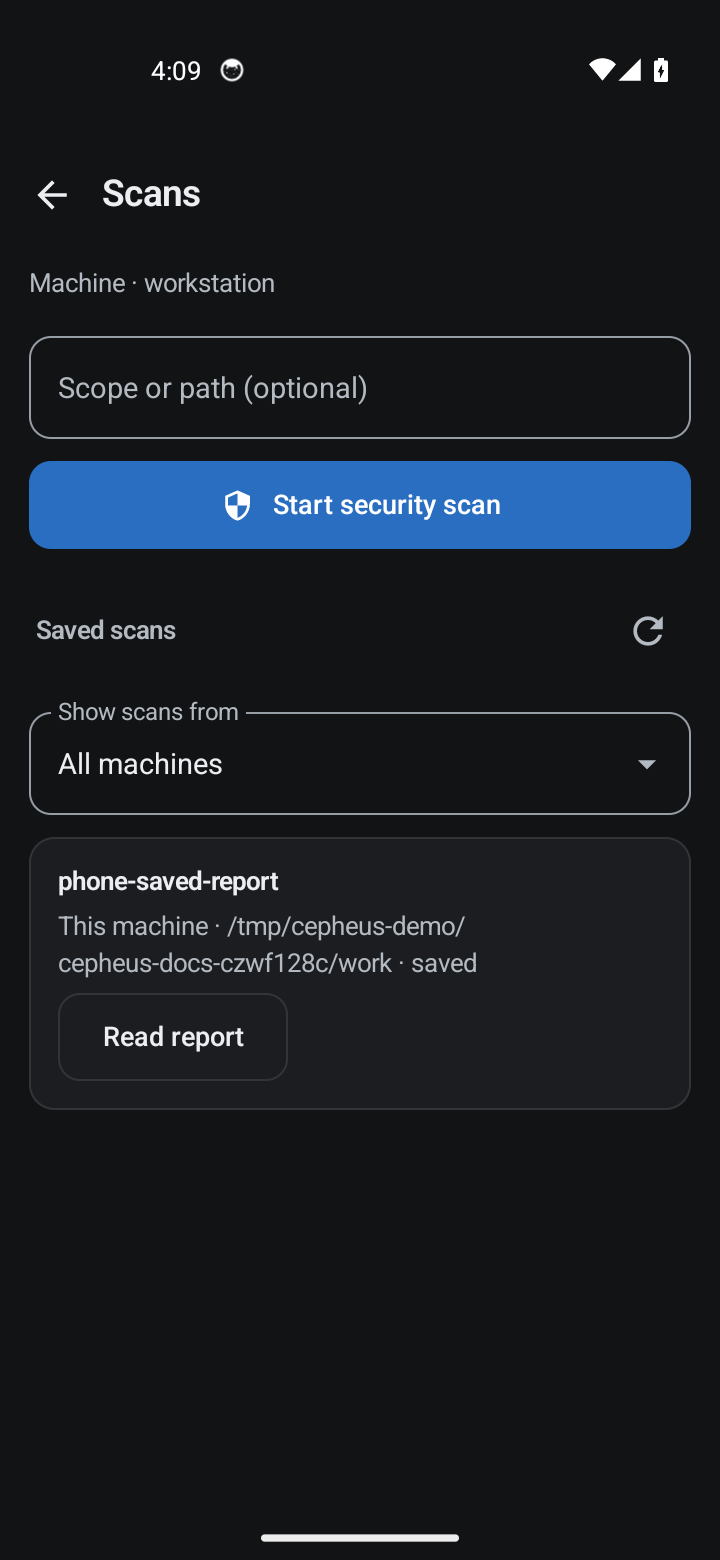 4:09
Scans
Machine · workstation
Scope or path (optional)
Start security scan
Saved scans
Show scans from
All machines
phone-saved-report
This machine · /tmp/cepheus-demo/
cepheus-docs-czwf128c/work · saved
Read report